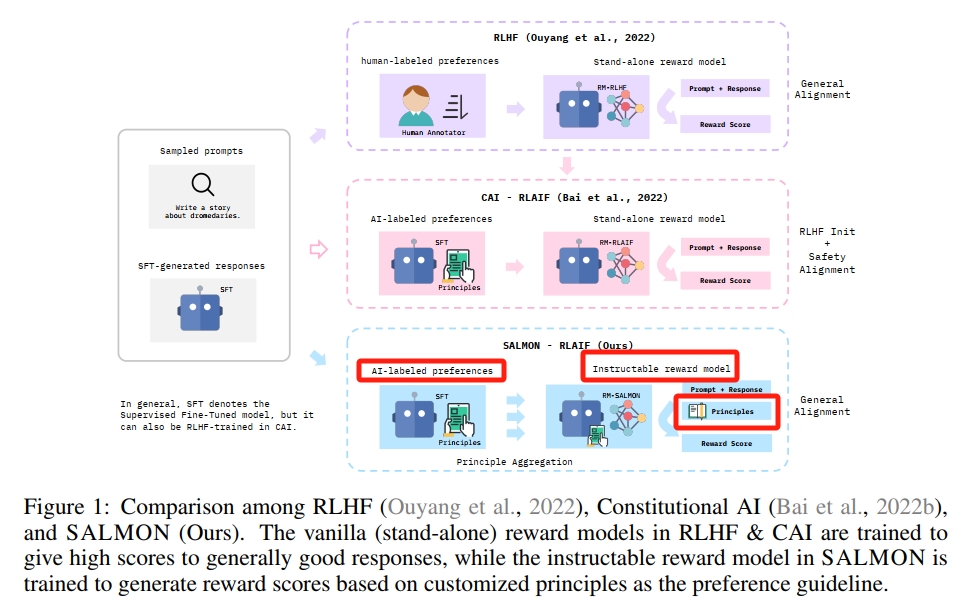 RLHF (Ouyang et al., 2022)
human-labeled preferences
Stand-alone reward model
RM-RLHF
Human Annotator
Prompt + Response
Reward Score
General
Alignment
Sampled prompts
Write a story
about dromedaries.
SFT-generated responses
SFT
CAI - RLAIF (Bai et al., 2022)
AI-labeled preferences
Stand-alone reward model
SFT
Principles
RM-RLAIF
Prompt + Response
Reward Score
RLHF Init
+
Safety
Alignment
SALMON - RLAIF (Ours)
AI-labeled preferences
Instructable reward model
SFT
Principles
RM-SALMON
Prompt + Response
Principles
Reward Score
Principle Aggregation
General
Alignment
In general, SFT denotes the
Supervised Fine-Tuned model, but it
can also be RLHF-trained in CAI.
Figure 1: Comparison among RLHF (Ouyang et al., 2022), Constitutional AI (Bai et al., 2022b),
and SALMON (Ours). The vanilla (stand-alone) reward models in RLHF & CAI are trained to
give high scores to generally good responses, while the instructable reward model in SALMON is
trained to generate reward scores based on customized principles as the preference guideline.